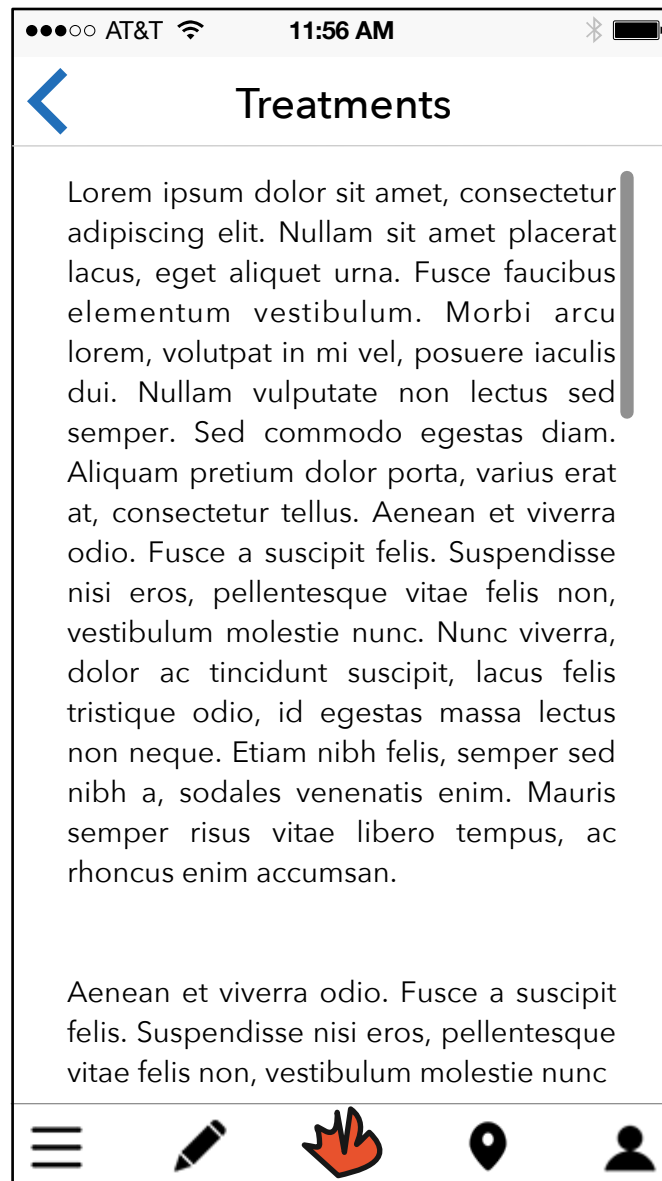 AT&T 11:56 AM
Treatments
Lorem ipsum dolor sit amet, consectetur
adipiscing elit. Nullam sit amet placerat
lacus, eget aliquet urna. Fusce faucibus
elementum vestibulum. Morbi arcu
lorem, volutpat in mi vel, posuere iaculis
dui. Nullam vulputate non lectus sed
semper. Sed commodo egestas diam.
Aliquam pretium dolor porta, varius erat
at, consectetur tellus. Aenean et viverra
odio. Fusce a suscipit felis. Suspendisse
nisi eros, pellentesque vitae felis non,
vestibulum molestie nunc. Nunc viverra,
dolor ac tincidunt suscipit, lacus felis
tristique odio, id egestas massa lectus
non neque. Etiam nibh felis, semper sed
nibh a, sodales venenatis enim. Mauris
semper risus vitae libero tempus, ac
rhoncus enim accumsan.
Aenean et viverra odio. Fusce a suscipit
felis. Suspendisse nisi eros, pellentesque
vitae felis non, vestibulum molestie nunc